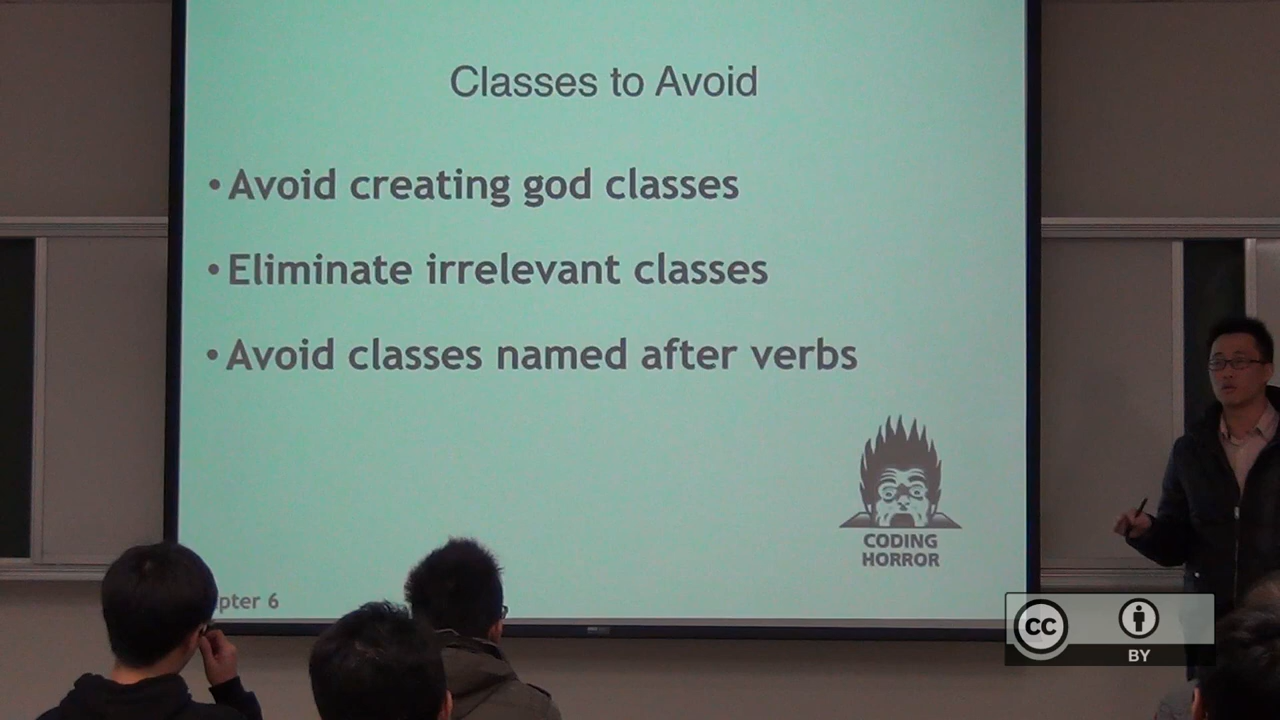 Classes to Avoid
• Avoid creating god classes
• Eliminate irrelevant classes
• Avoid classes named after verbs
CODING
HORROR
pter 6
CC
BY